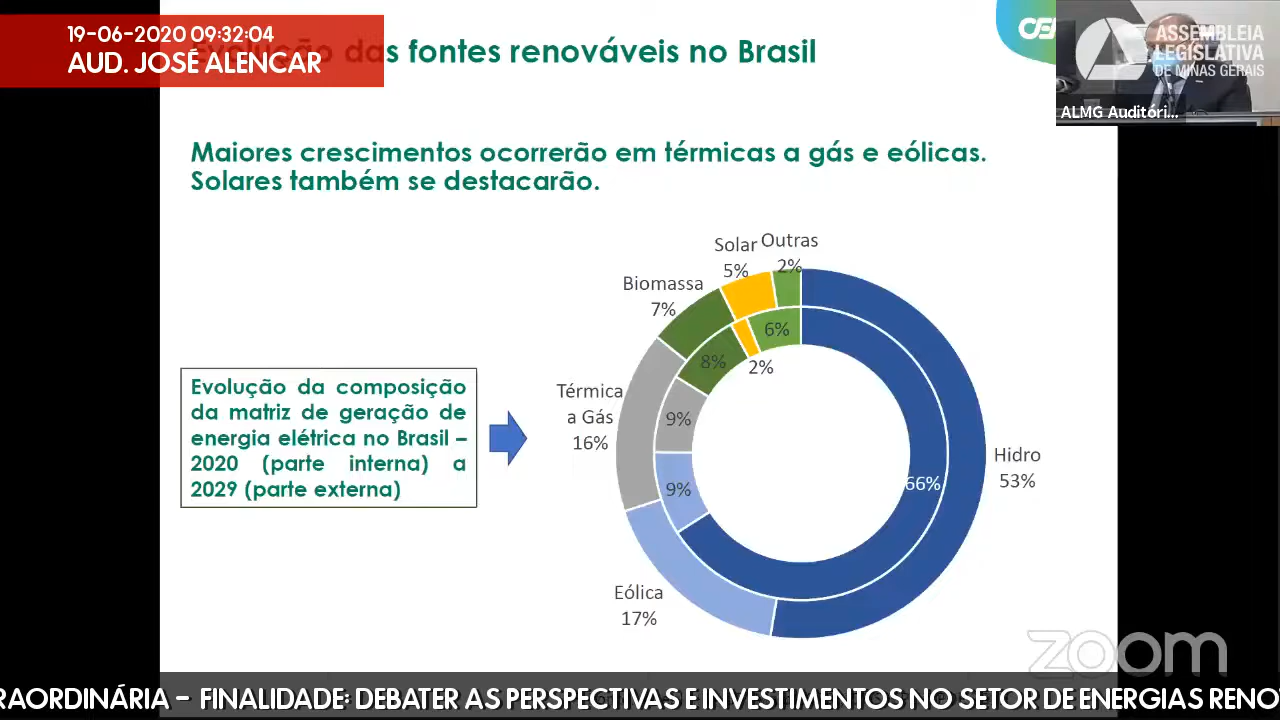 19-06-2020 09:32:04
AUD. JOSÉ ALENCAR
Evolução das fontes renováveis no Brasil
ASSEMBLEIA
LEGISLATIVA
DE MINAS GERAIS
ALMG Auditóri...
Maiores crescimentos ocorrerão em térmicas a gás e eólicas.
Solares também se destacarão.
Solar
5%
Outras
2%
Biomassa
7%
6%
8%
2%
Térmica
a Gás
16%
9%
Evolução da composição
da matriz de geração de
energia elétrica no Brasil –
2020 (parte interna) a
2029 (parte externa)
9%
66%
Hidro
53%
Eólica
17%
zoom
RAORDINÁRIA – FINALIDADE: DEBATER AS PERSPECTIVAS E INVESTIMENTOS NO SETOR DE ENERGIAS RENO